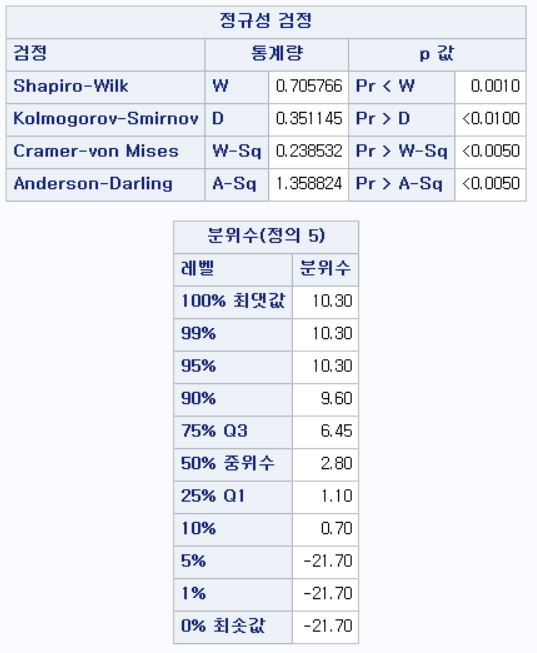 정규성 검정
검정 통계량 p 값
Shapiro-Wilk W 0.705766 Pr < W 0.0010
Kolmogorov-Smirnov D 0.351145 Pr > D <0.0100
Cramer-von Mises W-Sq 0.238532 Pr > W-Sq <0.0050
Anderson-Darling A-Sq 1.358824 Pr > A-Sq <0.0050
분위수(정의 5)
레벨 분위수
100% 최댓값 10.30
99% 10.30
95% 10.30
90% 9.60
75% Q3 6.45
50% 중위수 2.80
25% Q1 1.10
10% 0.70
5% -21.70
1% -21.70
0% 최솟값 -21.70